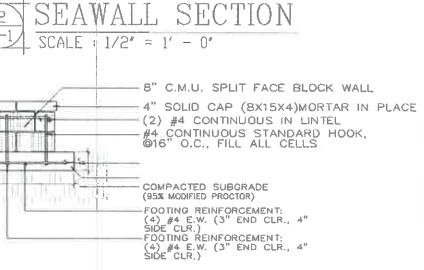 SEAWALL SECTION
SCALE : 1/2" = 1' - 0"
8" C.M.U. SPLIT FACE BLOCK WALL
4" SOLID CAP (8X15X4)MORTAR IN PLACE
(2) #4 CONTINUOUS IN LINTEL
#4 CONTINUOUS STANDARD HOOK,
@16" O.C., FILL ALL CELLS
COMPACTED SUBGRADE
(95% MODIFIED PROCTOR)
FOOTING REINFORCEMENT:
(4) #4 E.W. (3" END CLR., 4"
SIDE CLR.)
FOOTING REINFORCEMENT:
(4) #4 E.W. (3" END CLR., 4"
SIDE CLR.)